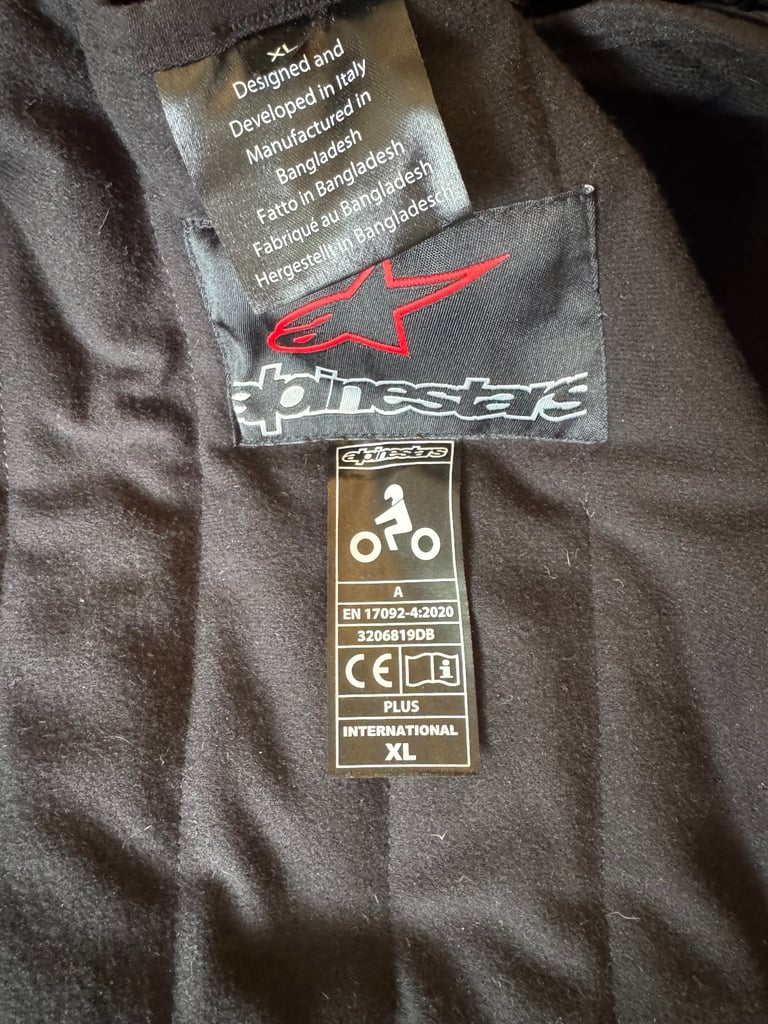 XL
Designed and
Developed in Italy
Manufactured in
Bangladesh
Fatto in Bangladesh
Fabriqué au Bangladesh
Hergestellt in Bangladesch
alpinestars
alpinestars
A
EN 17092-4:2020
3206819DB
CE i
PLUS
INTERNATIONAL
XL